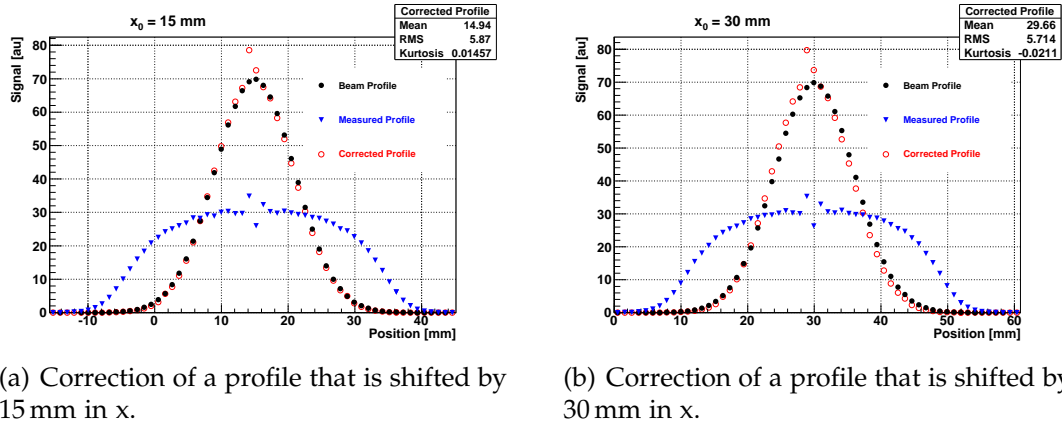 x0 = 15 mm
Corrected Profile
Mean 14.94
RMS 5.87
Kurtosis 0.01457
Signal [au]
80
70
60
50
40
30
20
10
0
Beam Profile
Measured Profile
Corrected Profile
-10 0 10 20 30 40
Position [mm]
(a) Correction of a profile that is shifted by
15 mm in x.
x0 = 30 mm
Corrected Profile
Mean 29.66
RMS 5.714
Kurtosis -0.0211
Signal [au]
80
70
60
50
40
30
20
10
0
Beam Profile
Measured Profile
Corrected Profile
0 10 20 30 40 50 60
Position [mm]
(b) Correction of a profile that is shifted by
30 mm in x.